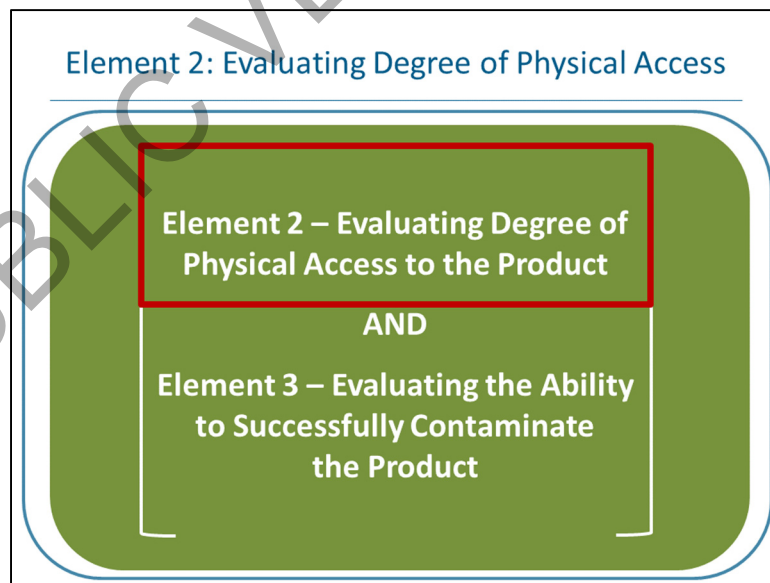 Element 2: Evaluating Degree of Physical Access
Element 2 – Evaluating Degree of
Physical Access to the Product
AND
Element 3 – Evaluating the Ability
to Successfully Contaminate
the Product